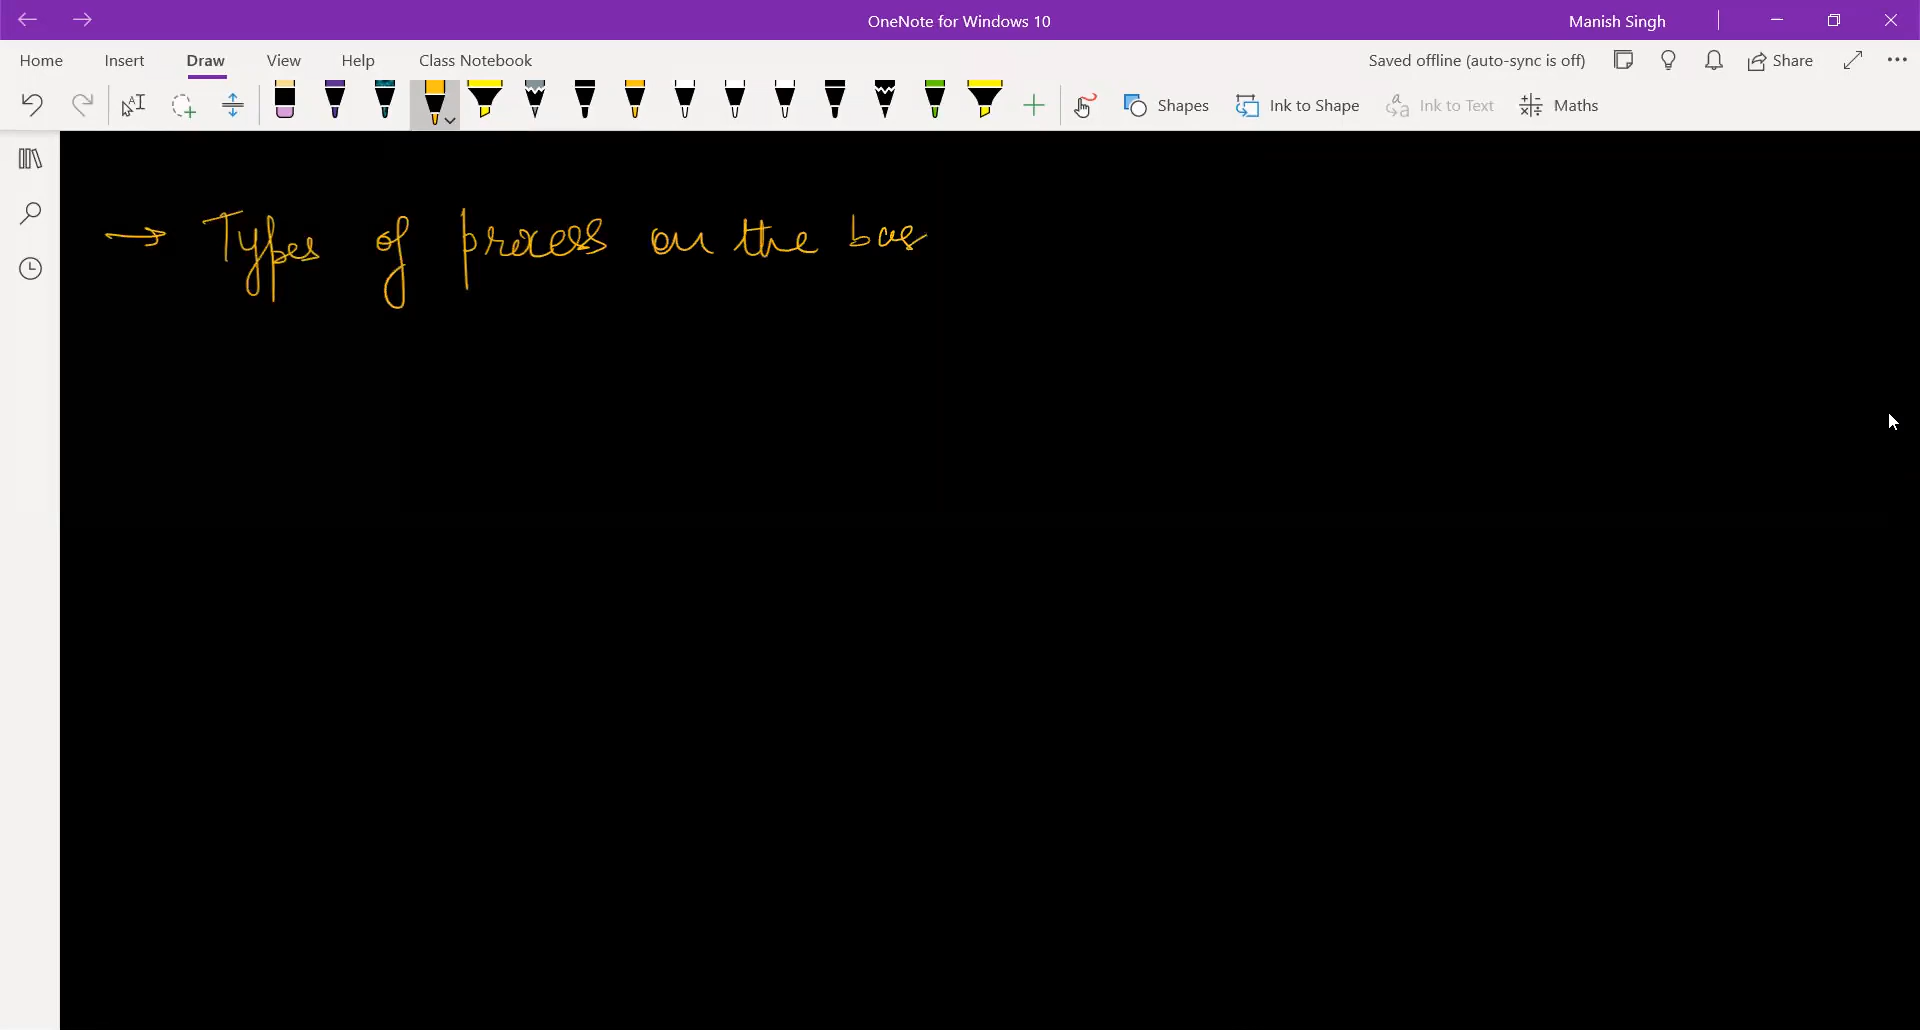 OneNote for Windows 10 Manish Singh
Home Insert Draw View Help Class Notebook Saved offline (auto-sync is off) Share
Shapes Ink to Shape Ink to Text Maths
→ Types of process on the bas